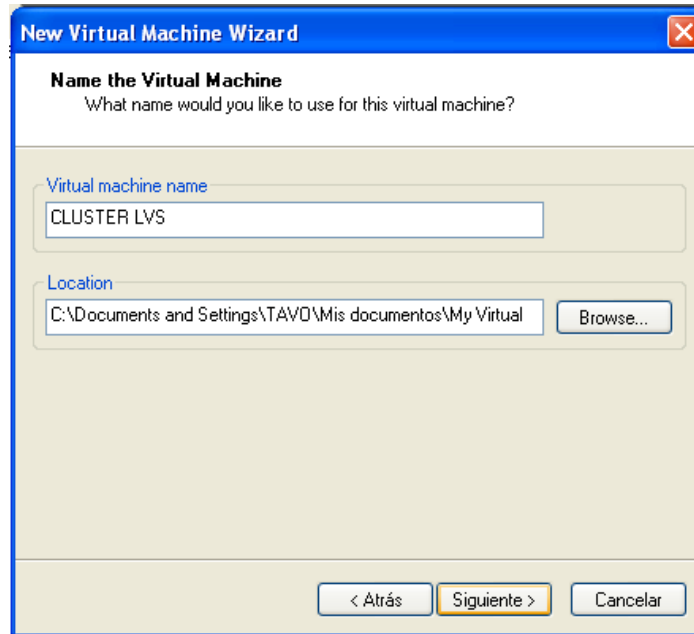 New Virtual Machine Wizard
Name the Virtual Machine
What name would you like to use for this virtual machine?
Virtual machine name
CLUSTER LVS
Location
C:\Documents and Settings\TAVO\Mis documentos\My Virtual
Browse...
< Atrás
Siguiente >
Cancelar